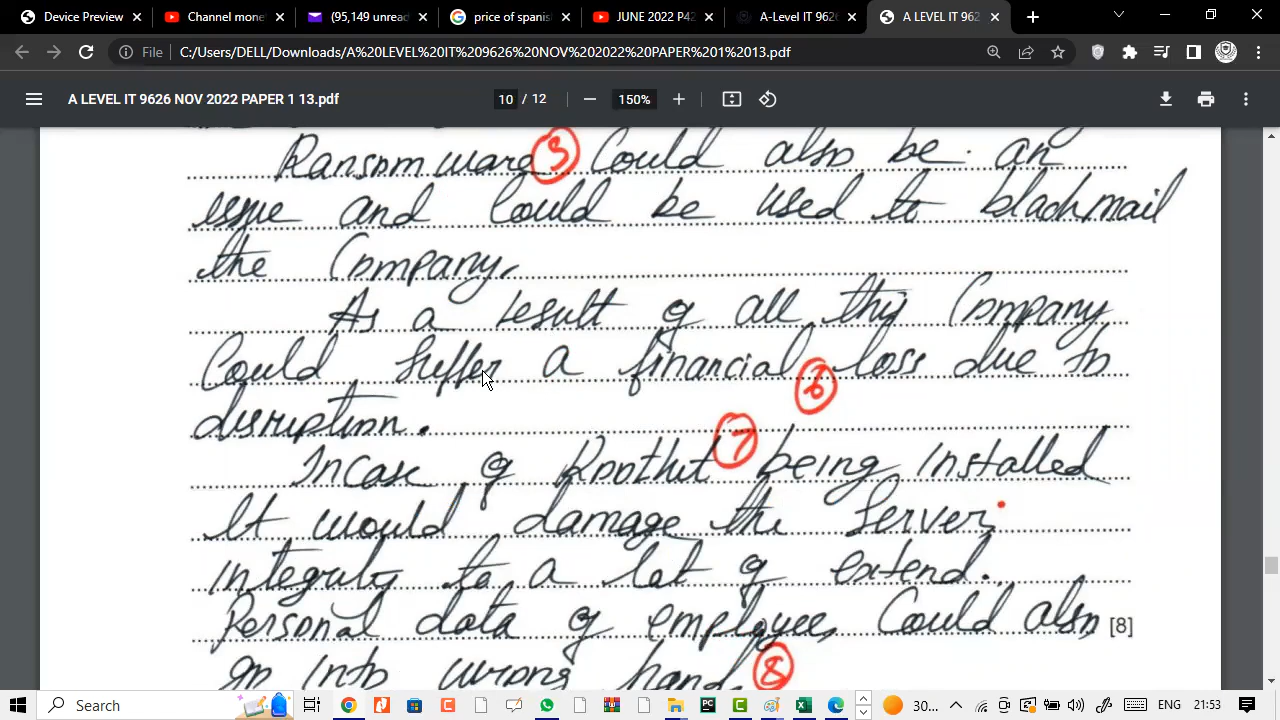 Device Preview
Channel mone
(95,149 unread
price of spanis
JUNE 2022 P42
A-Level IT 9626
A LEVEL IT 962
File C:/Users/DELL/Downloads/A%20LEVEL%20IT%209626%20NOV%202022%20PAPER%201%2013.pdf
A LEVEL IT 9626 NOV 2022 PAPER 1 13.pdf
10 / 12
150%
Ransomware 5 Could also be an
issue and Could be used to blackmail
the Company.
As a result of all this Company
Could suffer a financial 6 loss due to
disruption.
Incase of Rootkit 7 being installed
It would damage the Server
integrity to a lot of extend.
Personal data of employees Could also [8]
go into wrong hand 8
Search
30...
ENG
21:53